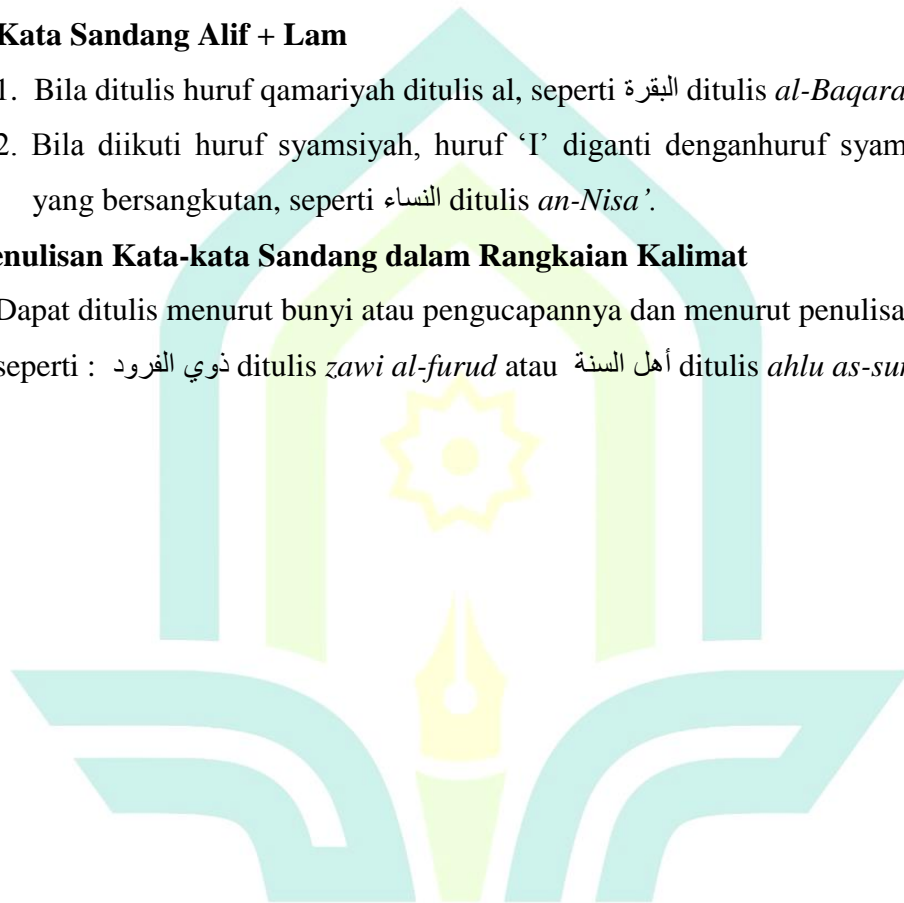 Kata Sandang Alif + Lam
1. Bila ditulis huruf qamariyah ditulis al, seperti البقرة ditulis al-Baqara
2. Bila diikuti huruf syamsiyah, huruf ‘I’ diganti denganhuruf syam
yang bersangkutan, seperti النساء ditulis an-Nisa’.
enulisan Kata-kata Sandang dalam Rangkaian Kalimat
Dapat ditulis menurut bunyi atau pengucapannya dan menurut penulisa
seperti : ذوي الفرود ditulis zawi al-furud atau أهل السنة ditulis ahlu as-su